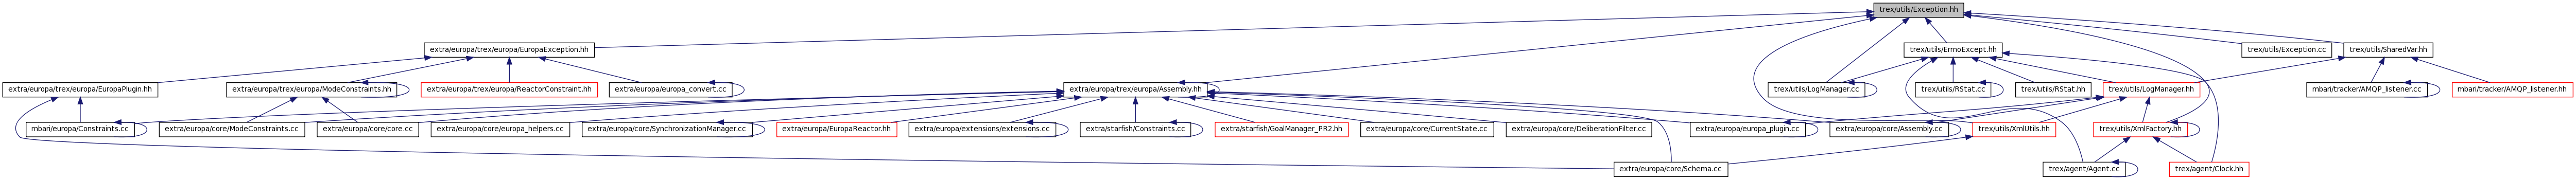 trex/utils/Exception.hh
extra/europa/trex/europa/EuropaException.hh
trex/utils/ErrnoExcept.hh
trex/utils/Exception.cc
trex/utils/SharedVar.hh
extra/europa/trex/europa/EuropaPlugin.hh
extra/europa/trex/europa/ModeConstraints.hh
extra/europa/trex/europa/ReactorConstraint.hh
extra/europa/europa_convert.cc
extra/europa/trex/europa/Assembly.hh
trex/utils/LogManager.cc
trex/utils/RStat.cc
trex/utils/RStat.hh
trex/utils/LogManager.hh
mbari/tracker/AMQP_listener.cc
mbari/tracker/AMQP_listener.hh
mbari/europa/Constraints.cc
extra/europa/core/ModeConstraints.cc
extra/europa/core/core.cc
extra/europa/core/europa_helpers.cc
extra/europa/core/SynchronizationManager.cc
extra/europa/EuropaReactor.hh
extra/europa/extensions/extensions.cc
extra/starfish/Constraints.cc
extra/starfish/GoalManager_PR2.hh
extra/europa/core/CurrentState.cc
extra/europa/core/DeliberationFilter.cc
extra/europa/europa_plugin.cc
extra/europa/core/Assembly.cc
trex/utils/XmlUtils.hh
trex/utils/XmlFactory.hh
extra/europa/core/Schema.cc
trex/agent/Agent.cc
trex/agent/Clock.hh